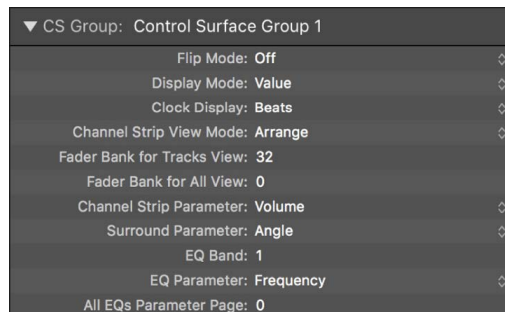 CS Group: Control Surface Group 1
Flip Mode: Off
Display Mode: Value
Clock Display: Beats
Channel Strip View Mode: Arrange
Fader Bank for Tracks View: 32
Fader Bank for All View: 0
Channel Strip Parameter: Volume
Surround Parameter: Angle
EQ Band: 1
EQ Parameter: Frequency
All EQs Parameter Page: 0